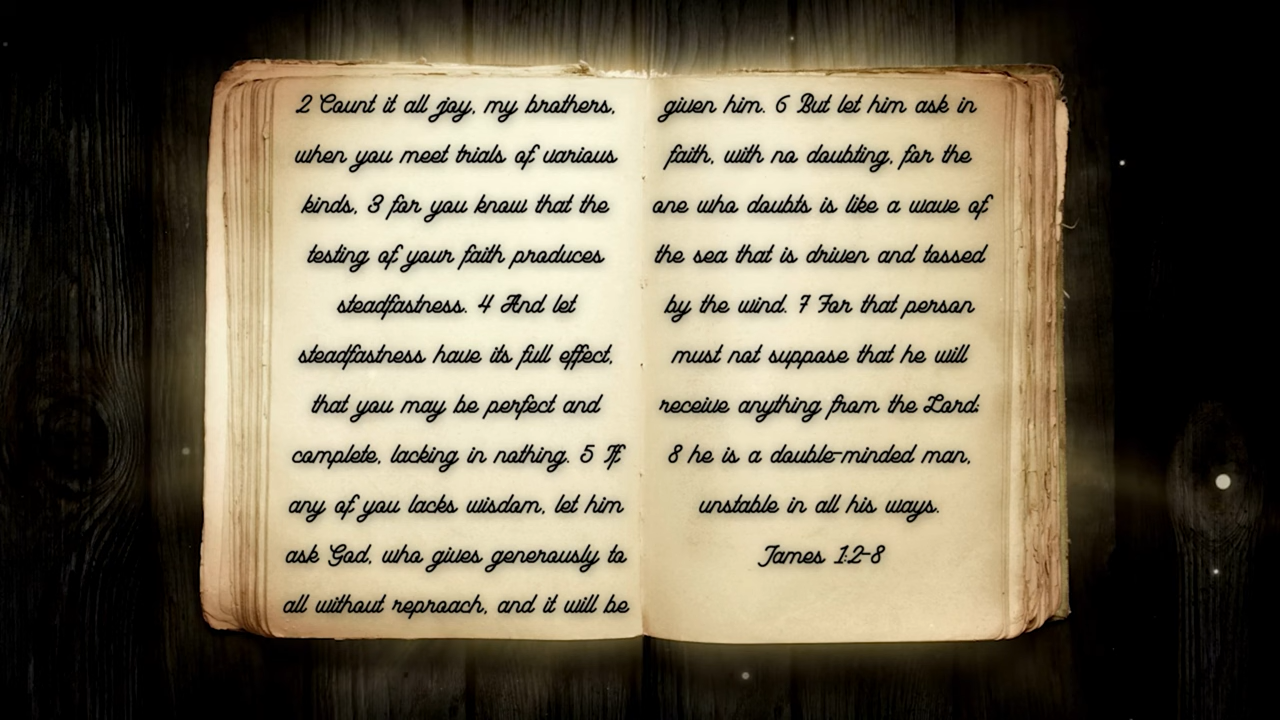 2 Count it all joy, my brothers,
when you meet trials of various
kinds, 3 for you know that the
testing of your faith produces
steadfastness. 4 And let
steadfastness have its full effect,
that you may be perfect and
complete, lacking in nothing. 5 If
any of you lacks wisdom, let him
ask God, who gives generously to
all without reproach, and it will be
given him. 6 But let him ask in
faith, with no doubting, for the
one who doubts is like a wave of
the sea that is driven and tossed
by the wind. 7 For that person
must not suppose that he will
receive anything from the Lord;
8 he is a double-minded man,
unstable in all his ways.
James 1:2-8